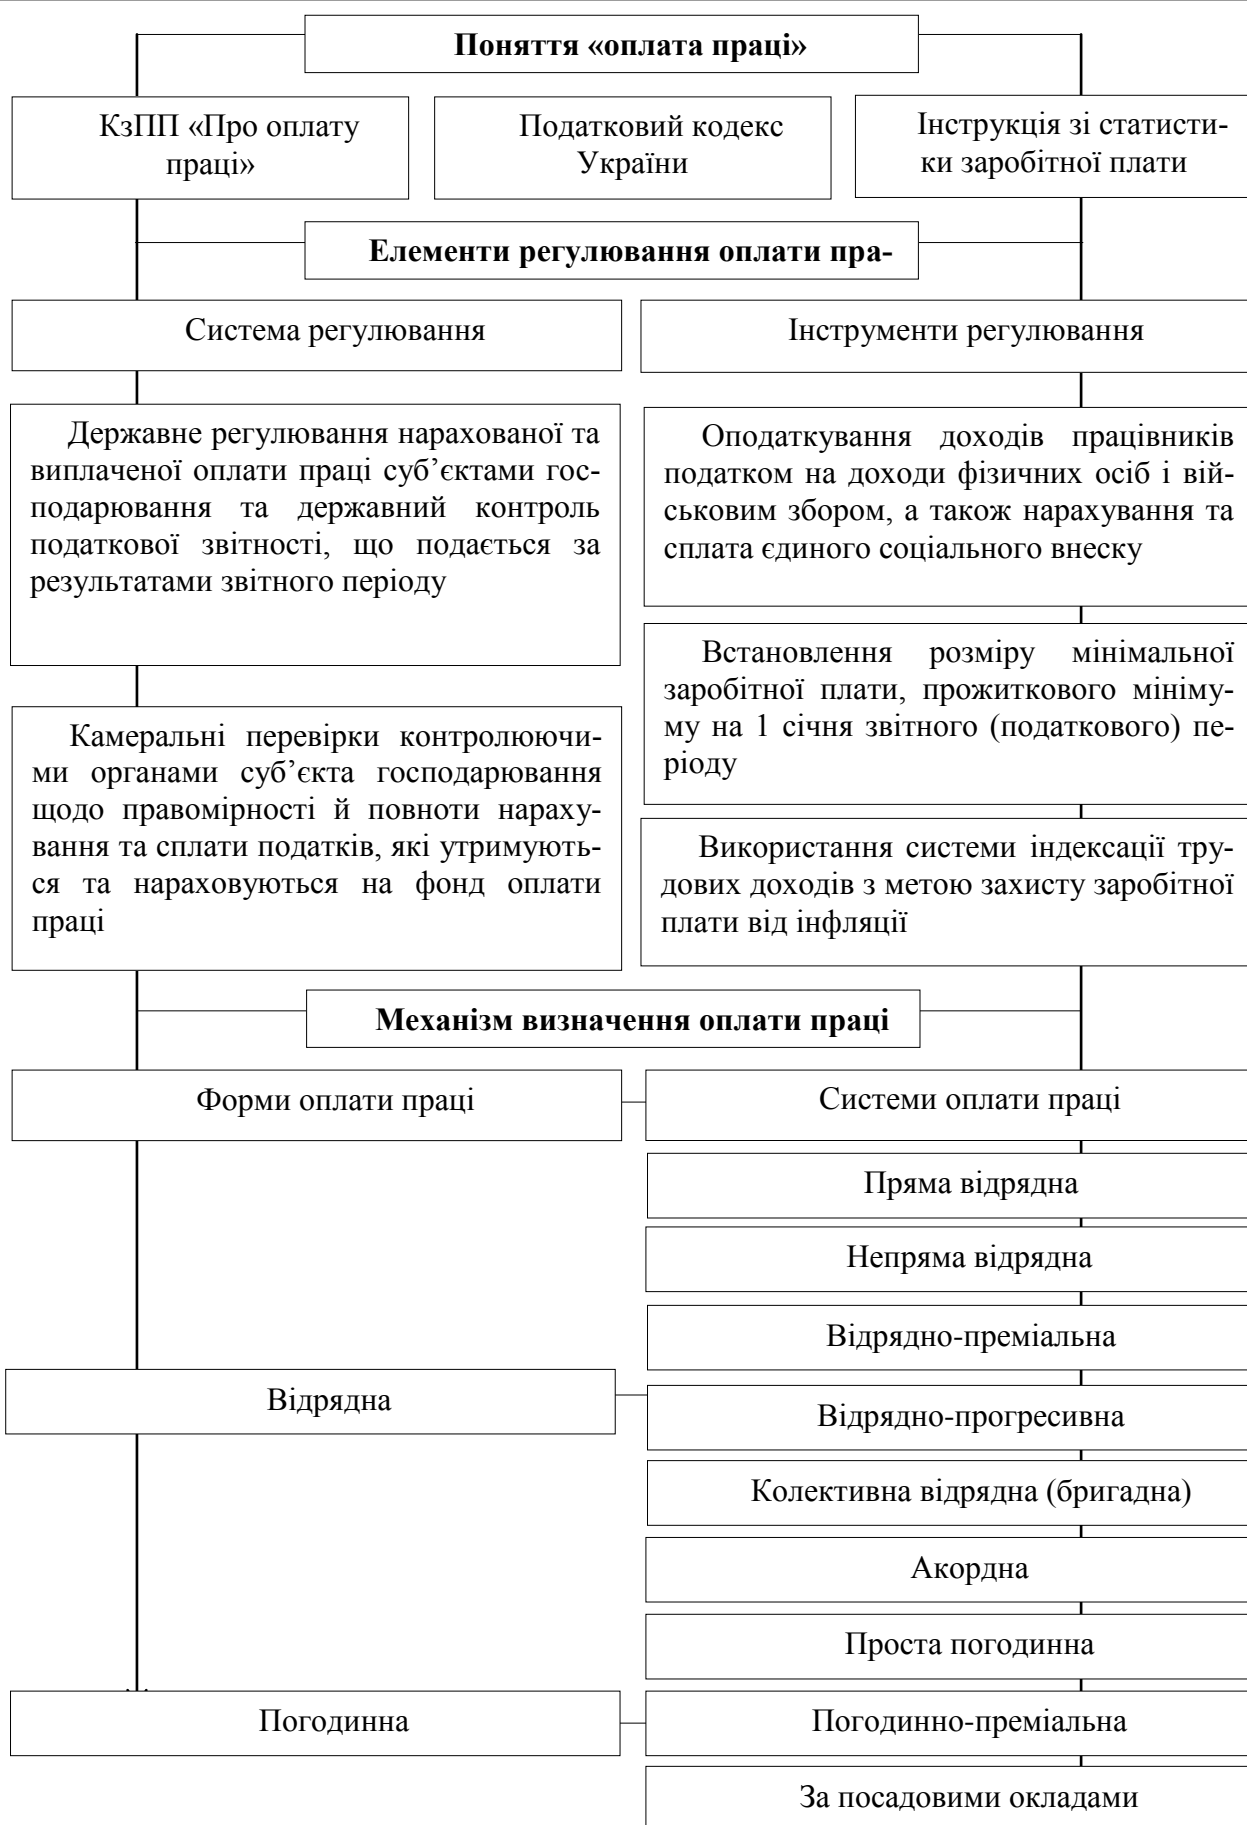 Поняття «оплата праці»
КзПП «Про оплату
праці»
Податковий кодекс
України
Інструкція зі статисти-
ки заробітної плати
Елементи регулювання оплати пра-
Система регулювання
Інструменти регулювання
Державне регулювання нарахованої та
виплаченої оплати праці суб’єктами гос-
подарювання та державний контроль
податкової звітності, що подається за
результатами звітного періоду
Оподаткування доходів працівників
податком на доходи фізичних осіб і вій-
ськовим збором, а також нарахування та
сплата єдиного соціального внеску
Встановлення розміру мінімальної
заробітної плати, прожиткового мініму-
му на 1 січня звітного (податкового) пе-
ріоду
Камеральні перевірки контролюючи-
ми органами суб’єкта господарювання
щодо правомірності й повноти нараху-
вання та сплати податків, які утримують-
ся та нараховуються на фонд оплати
праці
Використання системи індексації тру-
дових доходів з метою захисту заробітної
плати від інфляції
Механізм визначення оплати праці
Форми оплати праці
Системи оплати праці
Пряма відрядна
Непряма відрядна
Відрядно-преміальна
Відрядна
Відрядно-прогресивна
Колективна відрядна (бригадна)
Акордна
Проста погодинна
Погодинна
Погодинно-преміальна
За посадовими окладами